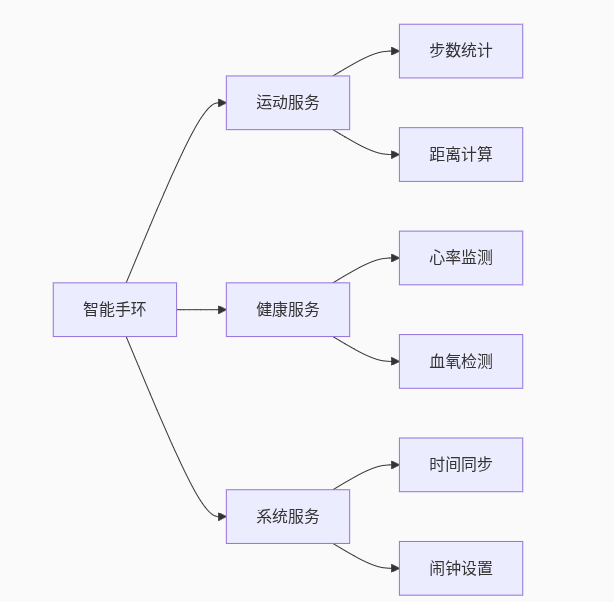 步数统计
运动服务
距离计算
心率监测
智能手环
健康服务
血氧检测
时间同步
系统服务
闹钟设置